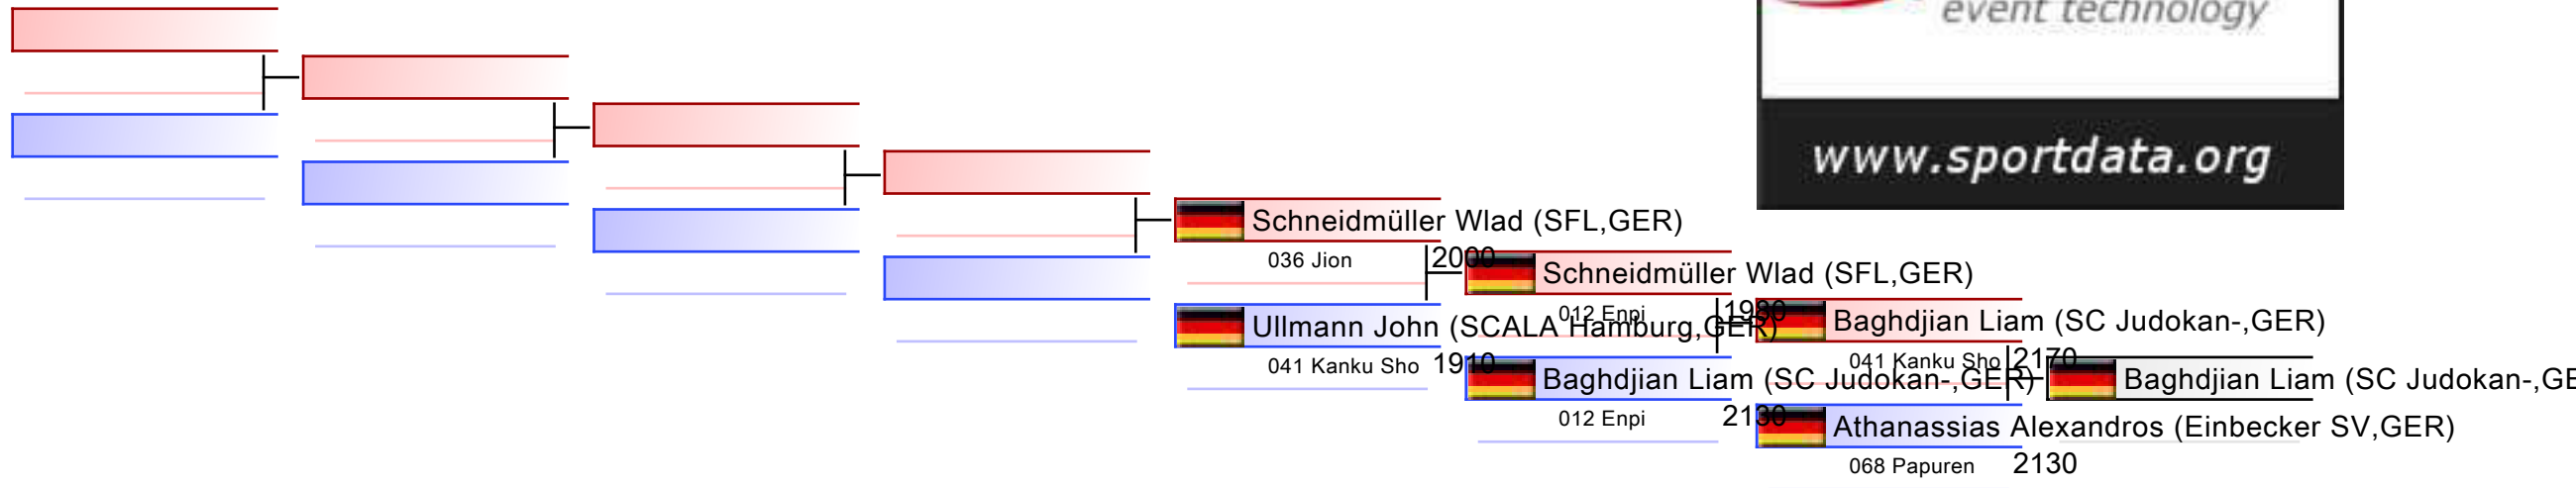 event technology
www.sportdata.org
Schneidmüller Wlad (SFL,GER)
036 Jion 2000
Ullmann John (SCALA Hamburg,GER)
041 Kanku Sho 1910
Schneidmüller Wlad (SFL,GER)
012 Enpi 1980
Baghdjian Liam (SC Judokan-,GER)
012 Enpi 2130
Baghdjian Liam (SC Judokan-,GER)
041 Kanku Sho 2170
Athanassias Alexandros (Einbecker SV,GER)
068 Papuren 2130
Baghdjian Liam (SC Judokan-,GE